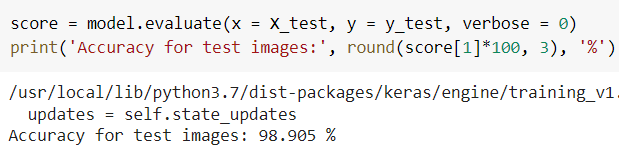 score = model.evaluate(x = X_test, y = y_test, verbose = 0)
print('Accuracy for test images:', round(score[1]*100, 3), '%')
/usr/local/lib/python3.7/dist-packages/keras/engine/training_v1.
  updates = self.state_updates
Accuracy for test images: 98.905 %